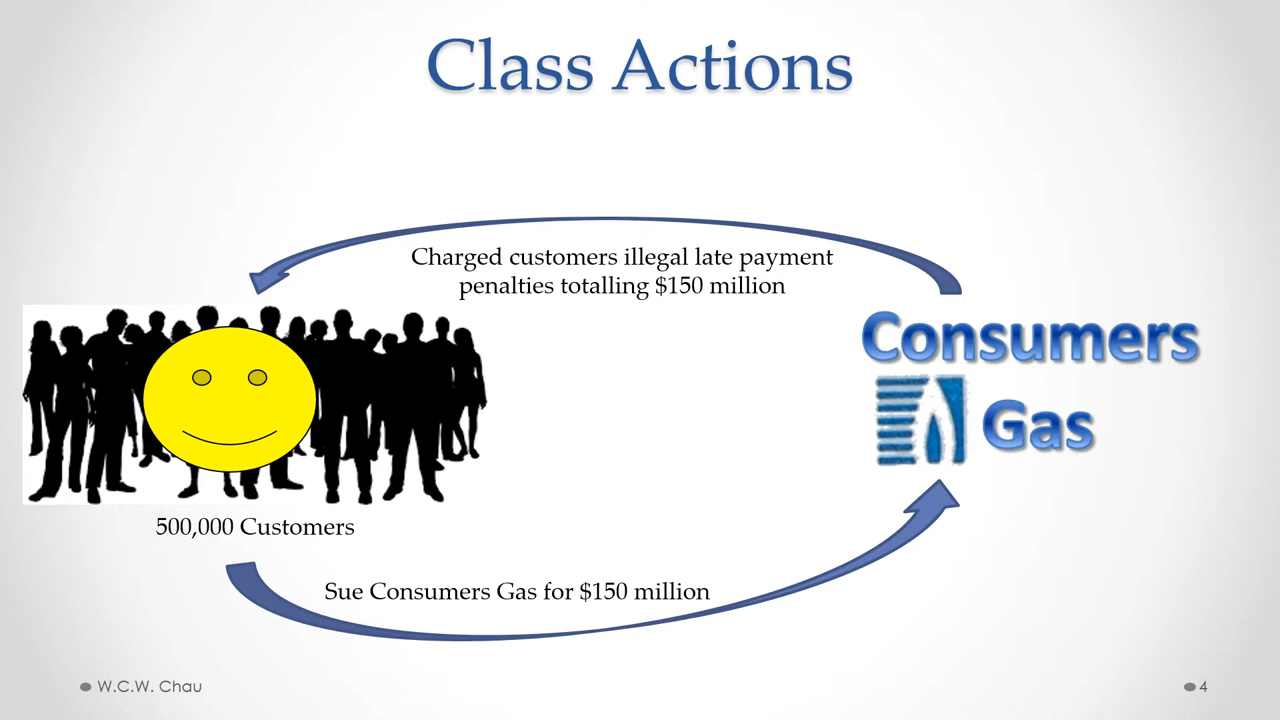 Class Actions
Charged customers illegal late payment
penalties totalling $150 million
Consumers
Gas
500,000 Customers
Sue Consumers Gas for $150 million
W.C.W. Chau
4